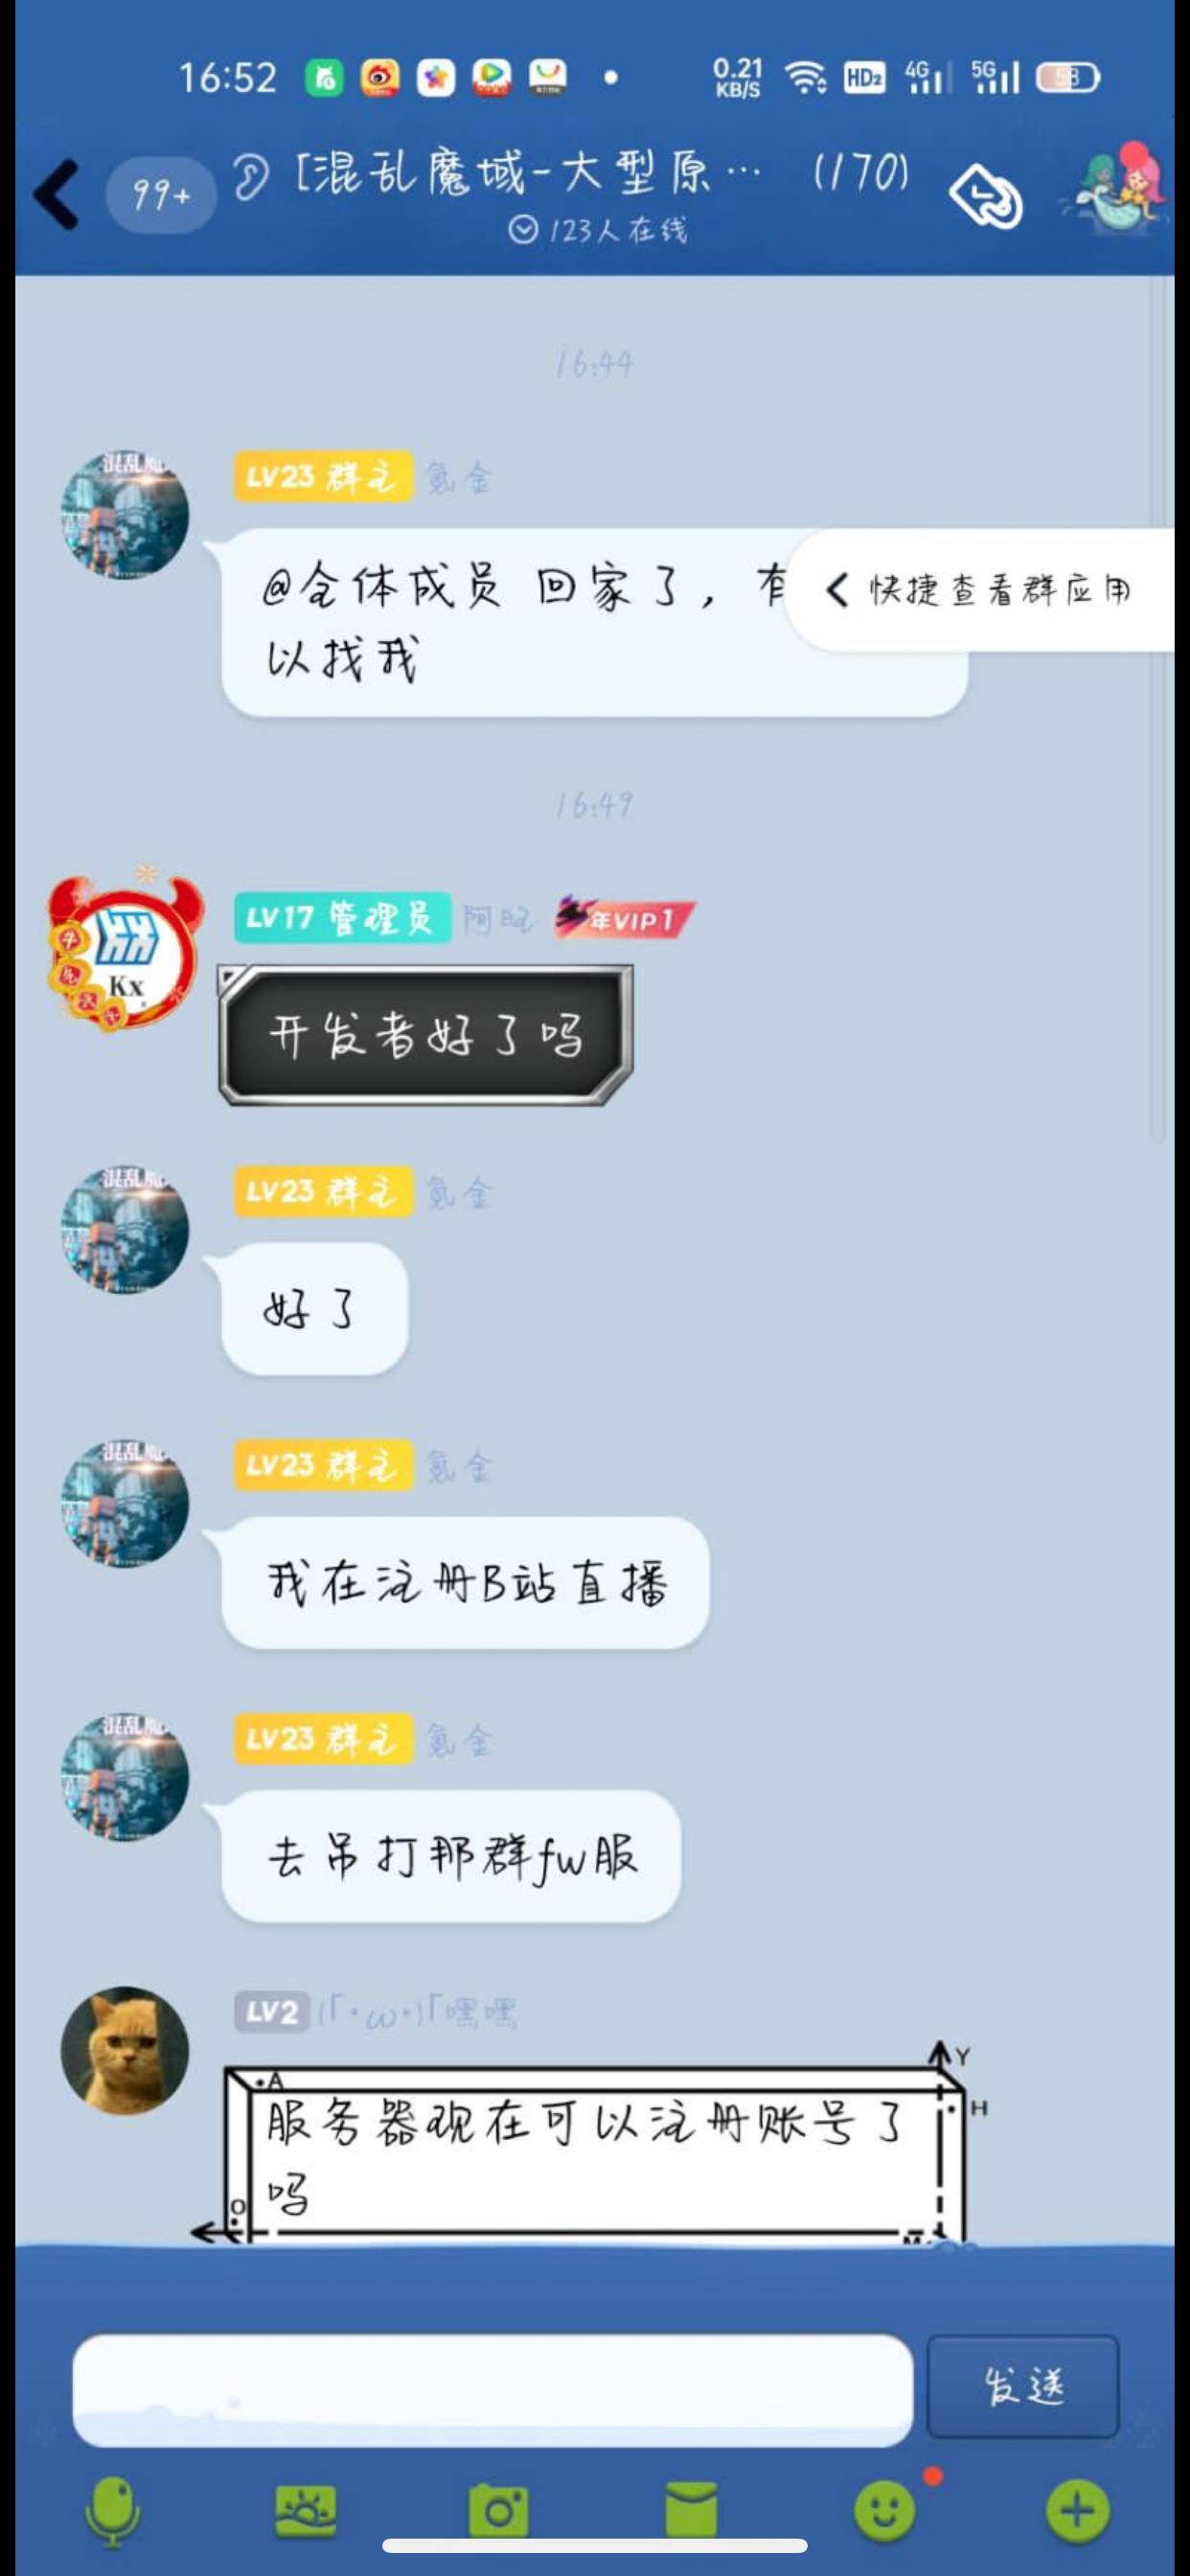 16:52
0.21
KB/S
HD2
4G
5G
58
99+
[混乱魔域-大型原… (170)
123人在线
16:44
LV23 群主 氪金
@全体成员 回家了, 有
以找我
快捷查看群应用
16:49
LV17 管理员 阿旺 年VIP1
Kx
开发者好了吗
LV23 群主 氪金
好了
LV23 群主 氪金
我在注册B站直播
LV23 群主 氪金
去吊打那群fw服
LV2 (「·ω·)「嘿嘿
Y
A
H
服务器现在可以注册账号了
吗
O
M
发送